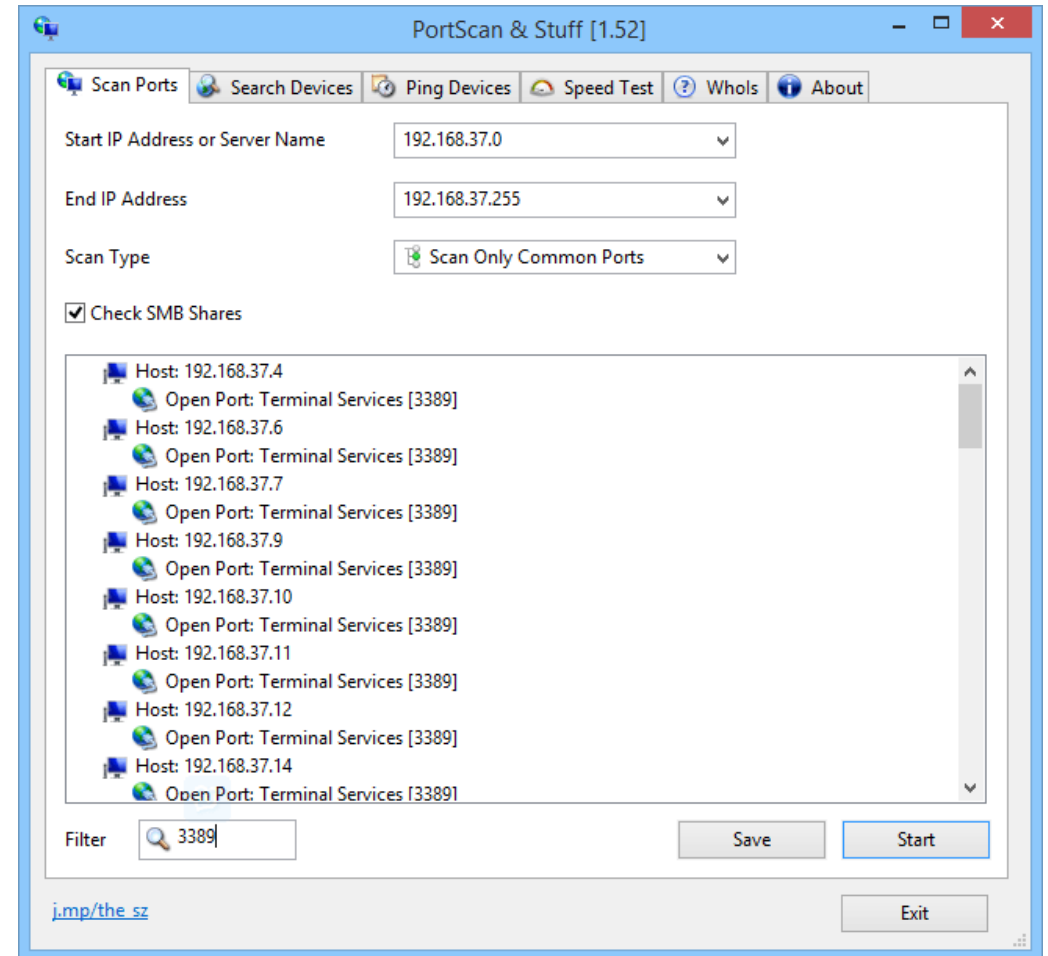 PortScan & Stuff [1.52]
Scan Ports Search Devices Ping Devices Speed Test WhoIs About
Start IP Address or Server Name 192.168.37.0
End IP Address 192.168.37.255
Scan Type Scan Only Common Ports
Check SMB Shares
Host: 192.168.37.4
Open Port: Terminal Services [3389]
Host: 192.168.37.6
Open Port: Terminal Services [3389]
Host: 192.168.37.7
Open Port: Terminal Services [3389]
Host: 192.168.37.9
Open Port: Terminal Services [3389]
Host: 192.168.37.10
Open Port: Terminal Services [3389]
Host: 192.168.37.11
Open Port: Terminal Services [3389]
Host: 192.168.37.12
Open Port: Terminal Services [3389]
Host: 192.168.37.14
Open Port: Terminal Services [3389]
Filter 3389 Save Start
j.mp/the_sz Exit